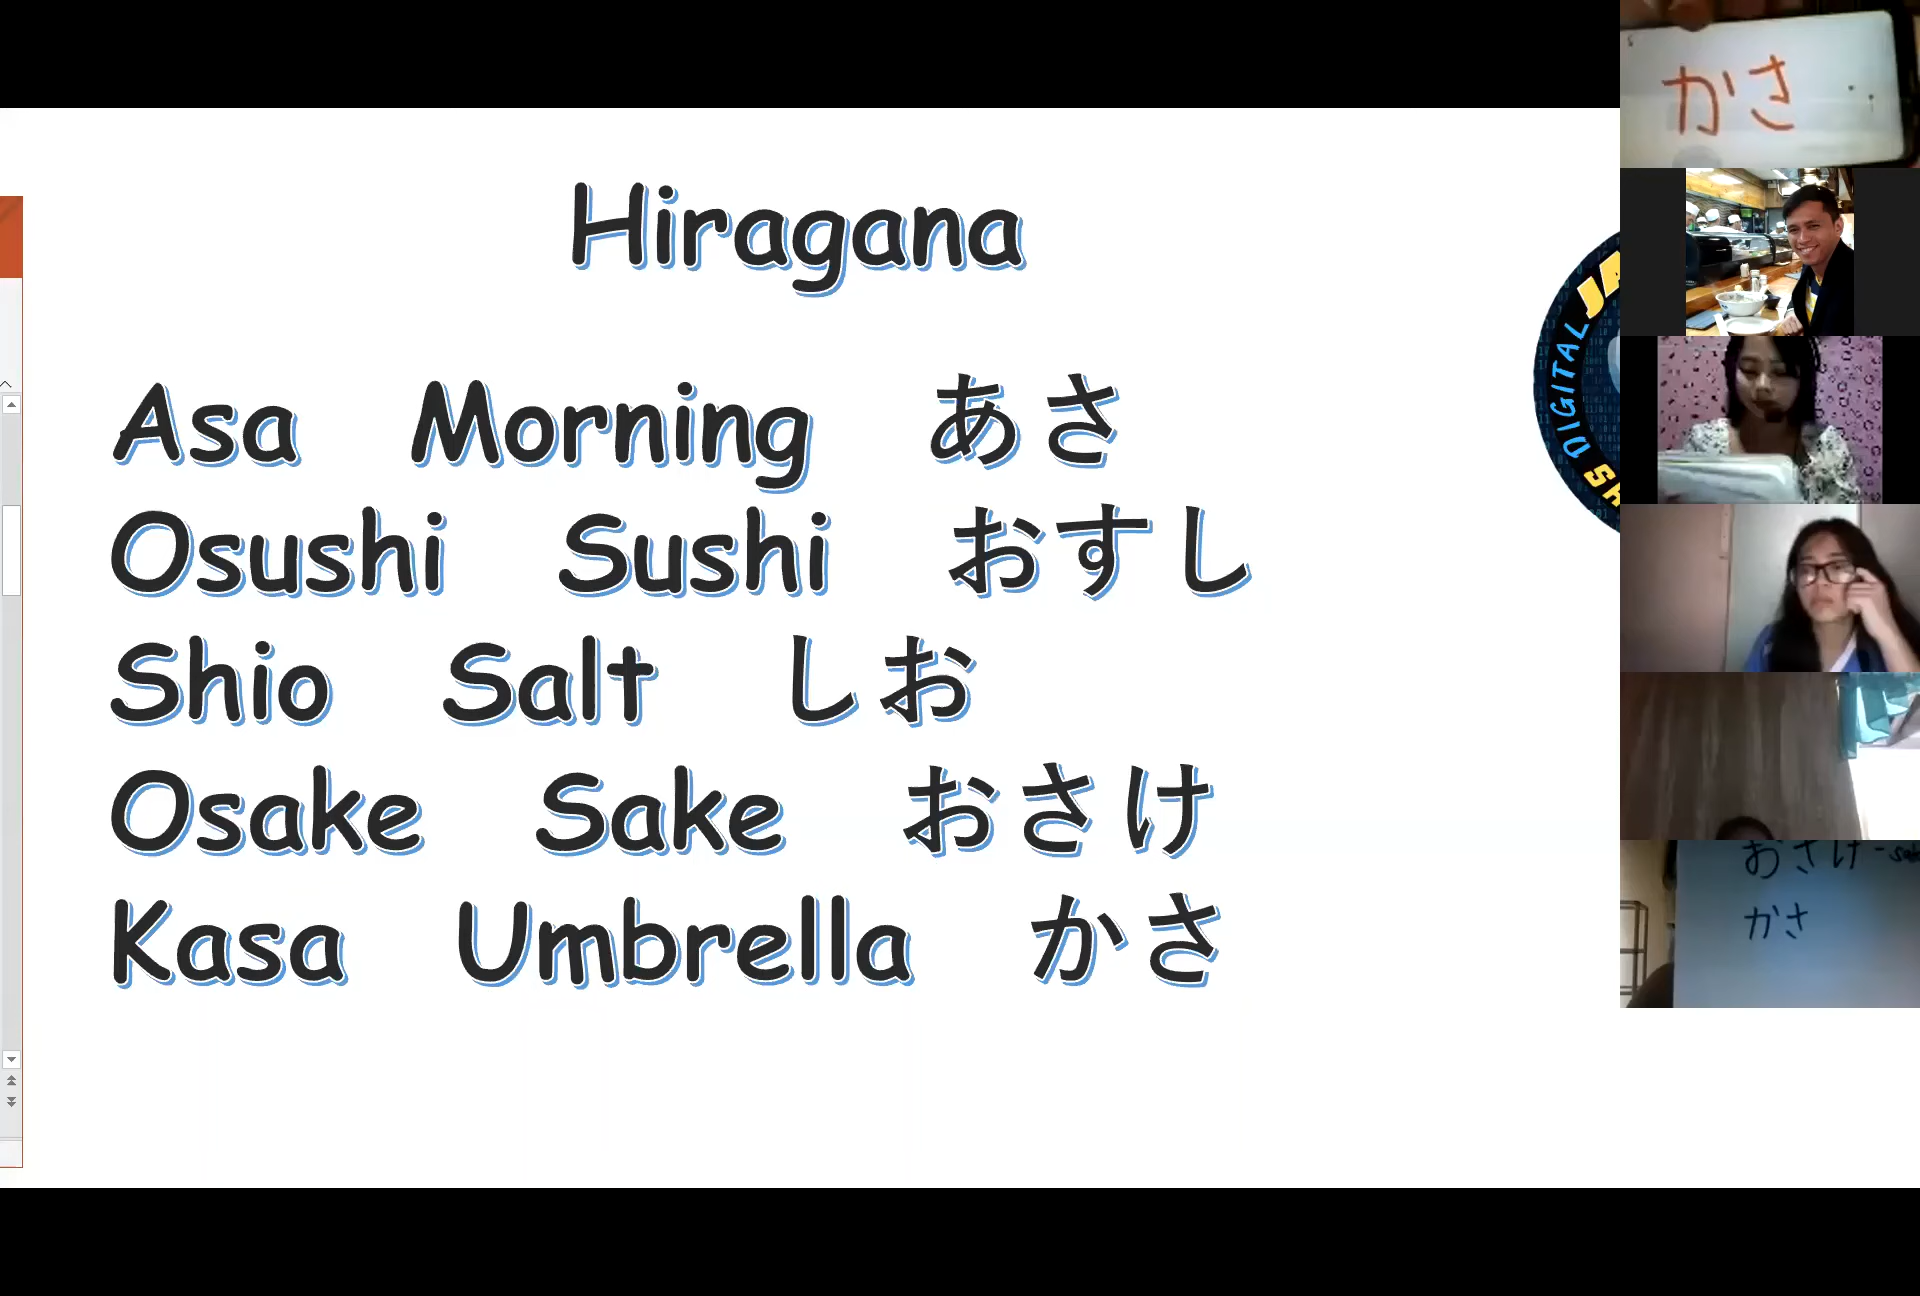 Hiragana
Asa Morning あさ
Osushi Sushi おすし
Shio Salt しお
Osake Sake おさけ
Kasa Umbrella かさ
DIGITAL
かさ
おさけ -
かさ